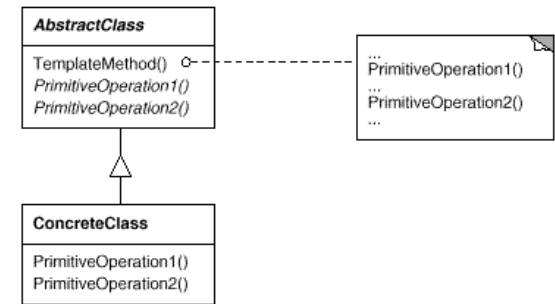 AbstractClass
TemplateMethod()
PrimitiveOperation1()
PrimitiveOperation2()
...
PrimitiveOperation1()
...
PrimitiveOperation2()
...
ConcreteClass
PrimitiveOperation1()
PrimitiveOperation2()